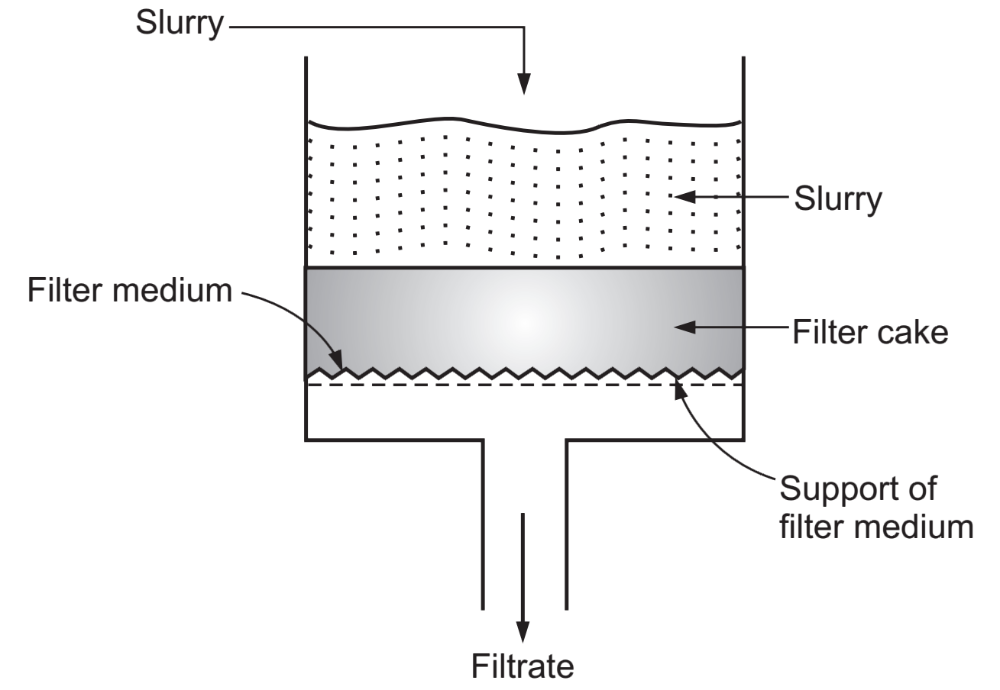 Slurry
Slurry
Filter medium
Filter cake
Support of
filter medium
Filtrate